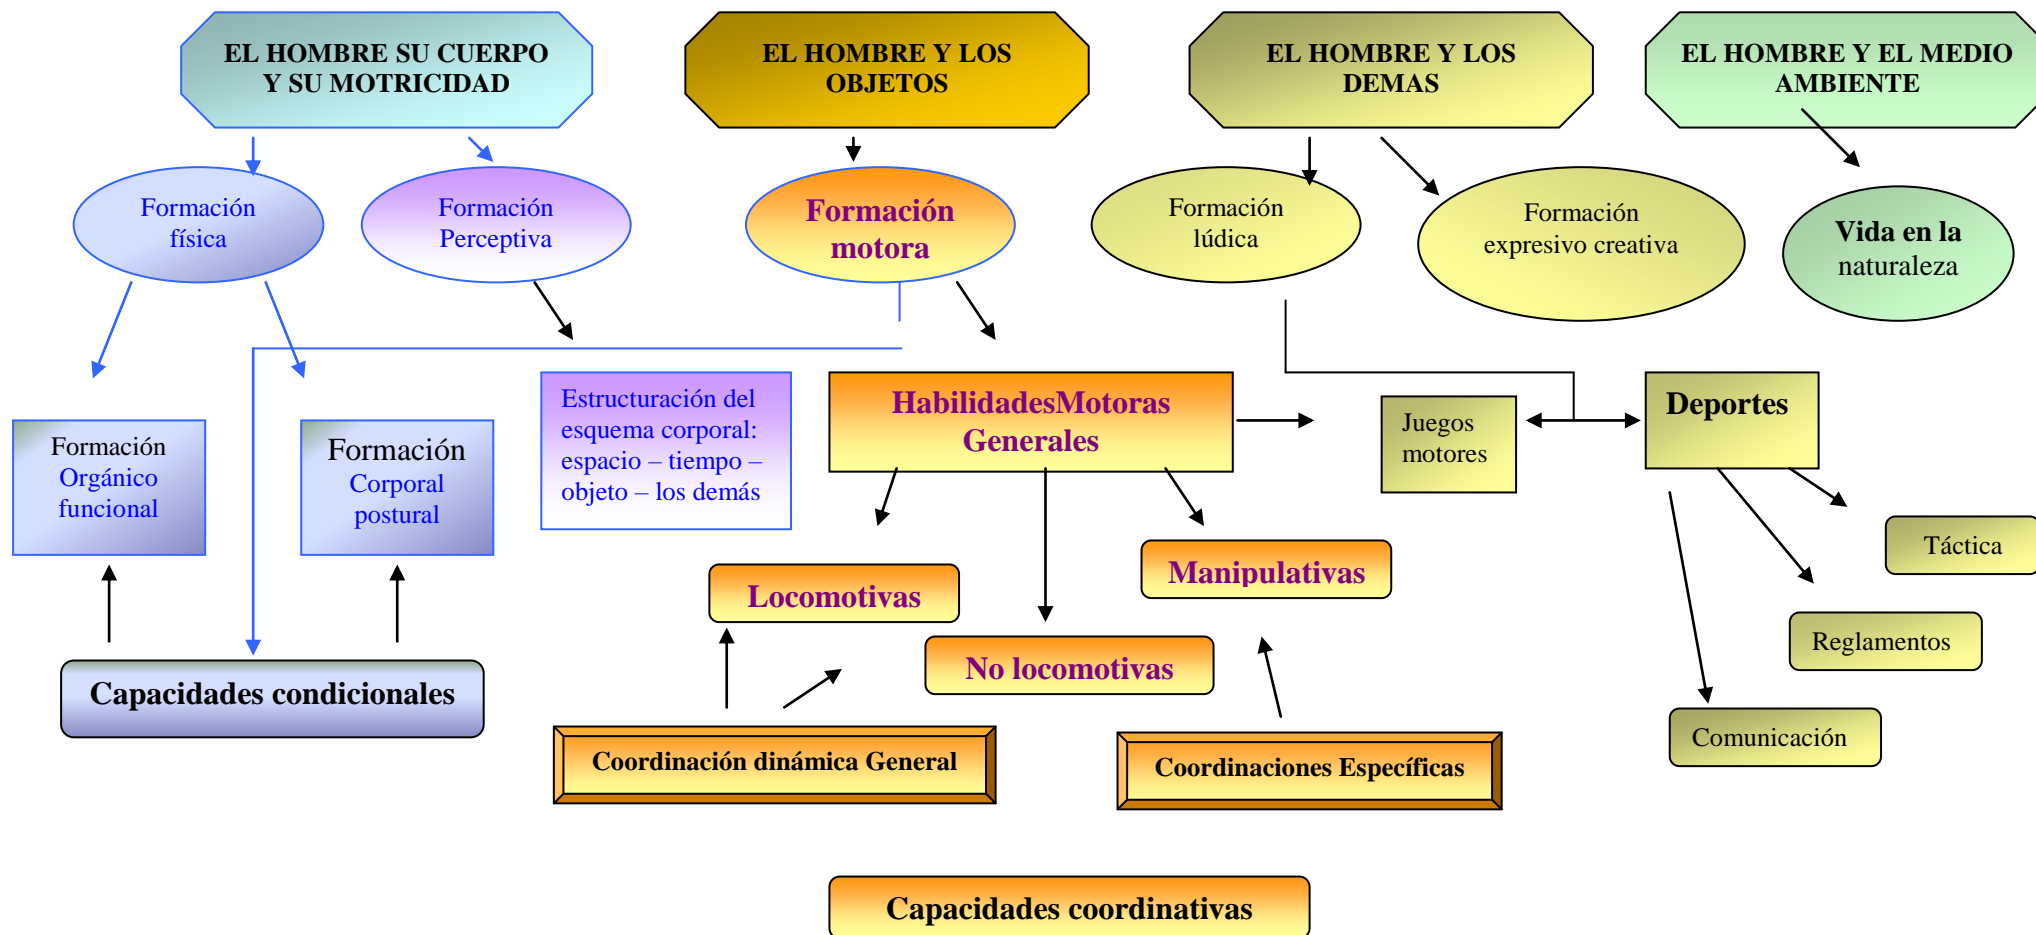 EL HOMBRE SU CUERPO
Y SU MOTRICIDAD
EL HOMBRE Y LOS
OBJETOS
EL HOMBRE Y LOS
DEMAS
EL HOMBRE Y EL MEDIO
AMBIENTE
Formación
física
Formación
Perceptiva
Formación
motora
Formación
lúdica
Formación
expresivo creativa
Vida en la
naturaleza
Formación
Orgánico
funcional
Formación
Corporal
postural
Estructuración del
esquema corporal:
espacio – tiempo –
objeto – los demás
HabilidadesMotoras
Generales
Juegos
motores
Deportes
Táctica
Manipulativas
Locomotivas
Reglamentos
No locomotivas
Capacidades condicionales
Comunicación
Coordinación dinámica General
Coordinaciones Específicas
Capacidades coordinativas